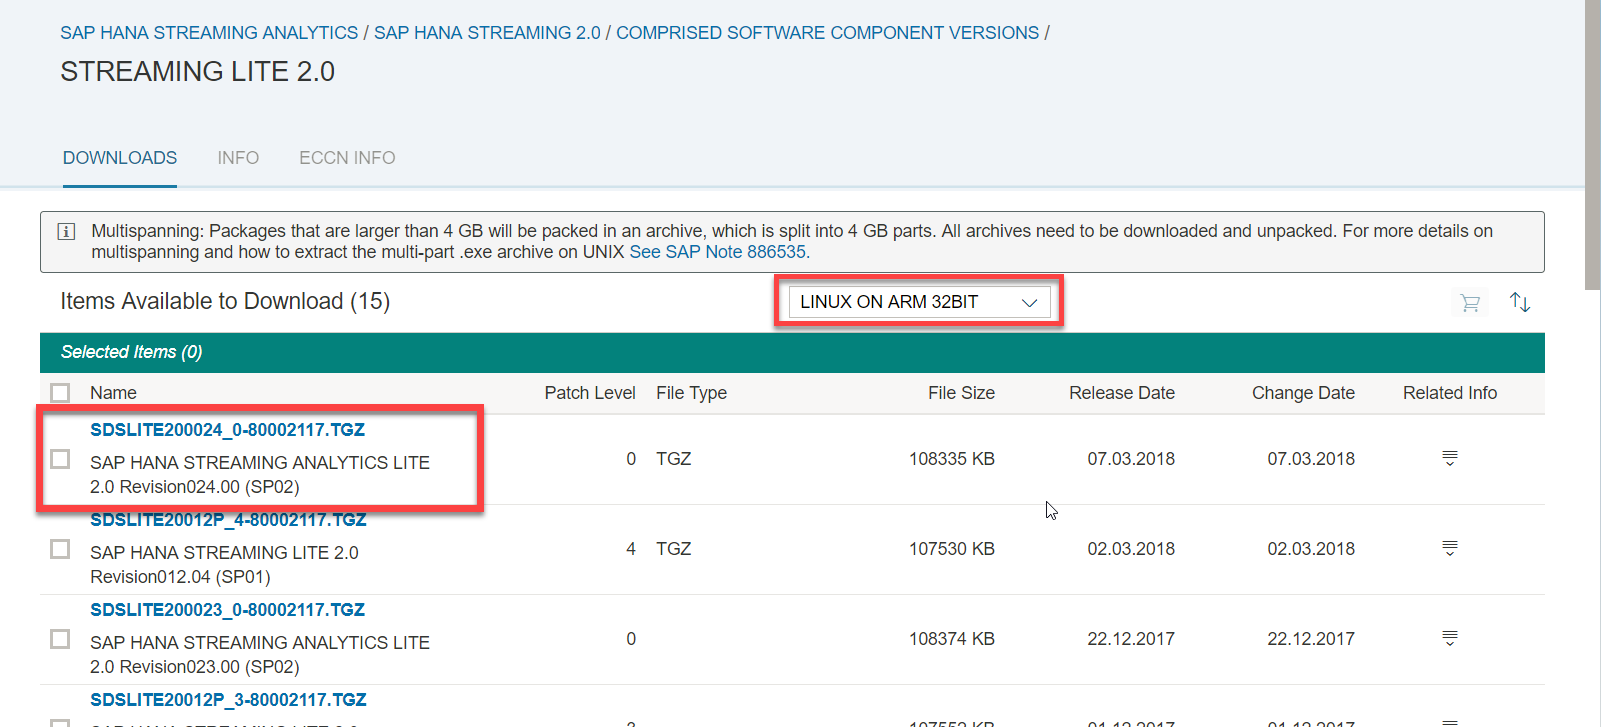 SAP HANA STREAMING ANALYTICS / SAP HANA STREAMING 2.0 / COMPRISED SOFTWARE COMPONENT VERSIONS /
STREAMING LITE 2.0
DOWNLOADS INFO ECCN INFO
Multispanning: Packages that are larger than 4 GB will be packed in an archive, which is split into 4 GB parts. All archives need to be downloaded and unpacked. For more details on
multispanning and how to extract the multi-part .exe archive on UNIX See SAP Note 886535.
Items Available to Download (15) LINUX ON ARM 32BIT
Selected Items (0)
Name Patch Level File Type File Size Release Date Change Date Related Info
SDSLITE200024_0-80002117.TGZ
SAP HANA STREAMING ANALYTICS LITE 0 TGZ 108335 KB 07.03.2018 07.03.2018
2.0 Revision024.00 (SP02)
SDSLITE20012P_4-80002117.TGZ
SAP HANA STREAMING LITE 2.0 4 TGZ 107530 KB 02.03.2018 02.03.2018
Revision012.04 (SP01)
SDSLITE200023_0-80002117.TGZ
SAP HANA STREAMING ANALYTICS LITE 0 108374 KB 22.12.2017 22.12.2017
2.0 Revision023.00 (SP02)
SDSLITE20012P_3-80002117.TGZ